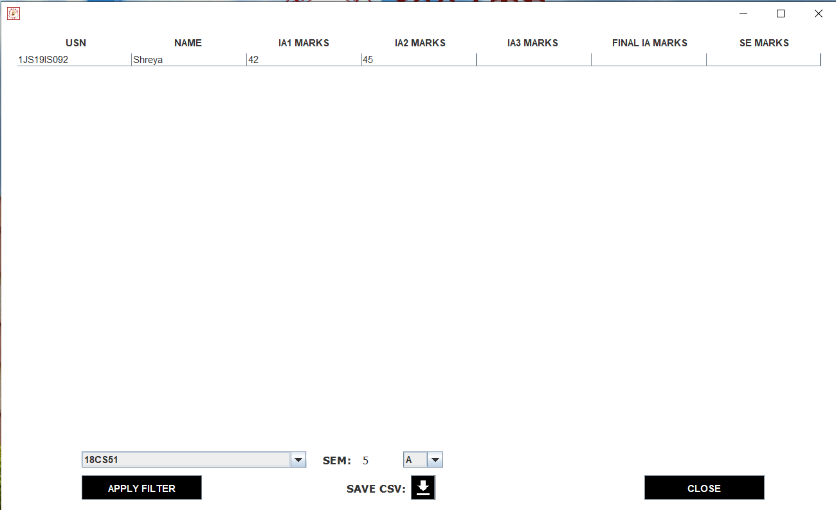 USN NAME IA1 MARKS IA2 MARKS IA3 MARKS FINAL IA MARKS SE MARKS
1JS19IS092 Shreya 42 45
18CS51 SEM: 5 A
APPLY FILTER SAVE CSV: CLOSE